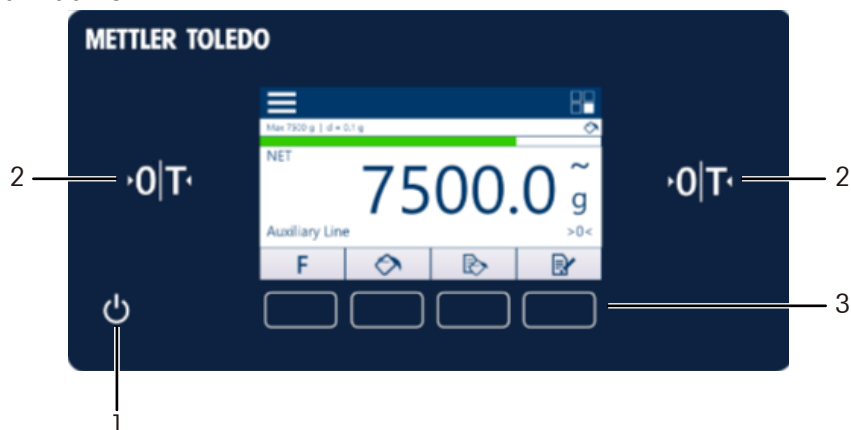 METTLER TOLEDO
Max 7500 g | d = 0.1 g
NET
7500.0 ~ g
Auxiliary Line >0<
F
2 0|T 0|T 2
3
1